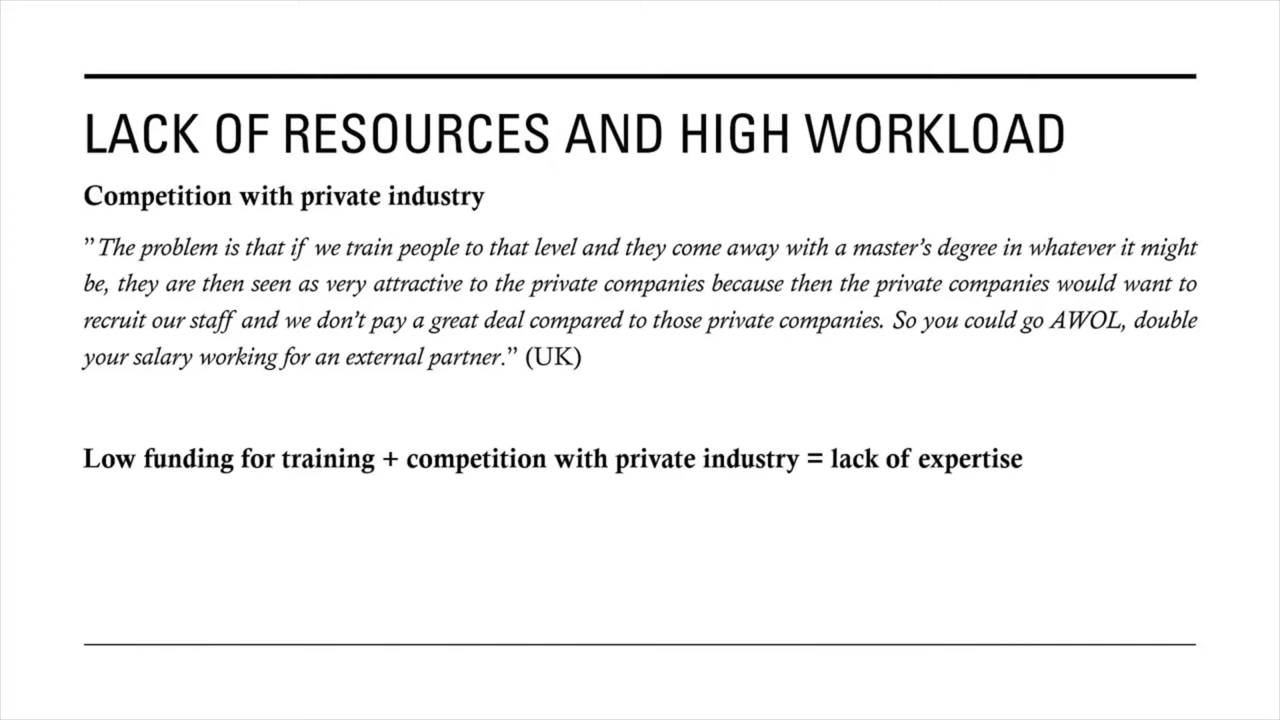 LACK OF RESOURCES AND HIGH WORKLOAD
Competition with private industry
”The problem is that if we train people to that level and they come away with a master’s degree in whatever it might
be, they are then seen as very attractive to the private companies because then the private companies would want to
recruit our staff and we don’t pay a great deal compared to those private companies. So you could go AWOL, double
your salary working for an external partner.” (UK)
Low funding for training + competition with private industry = lack of expertise